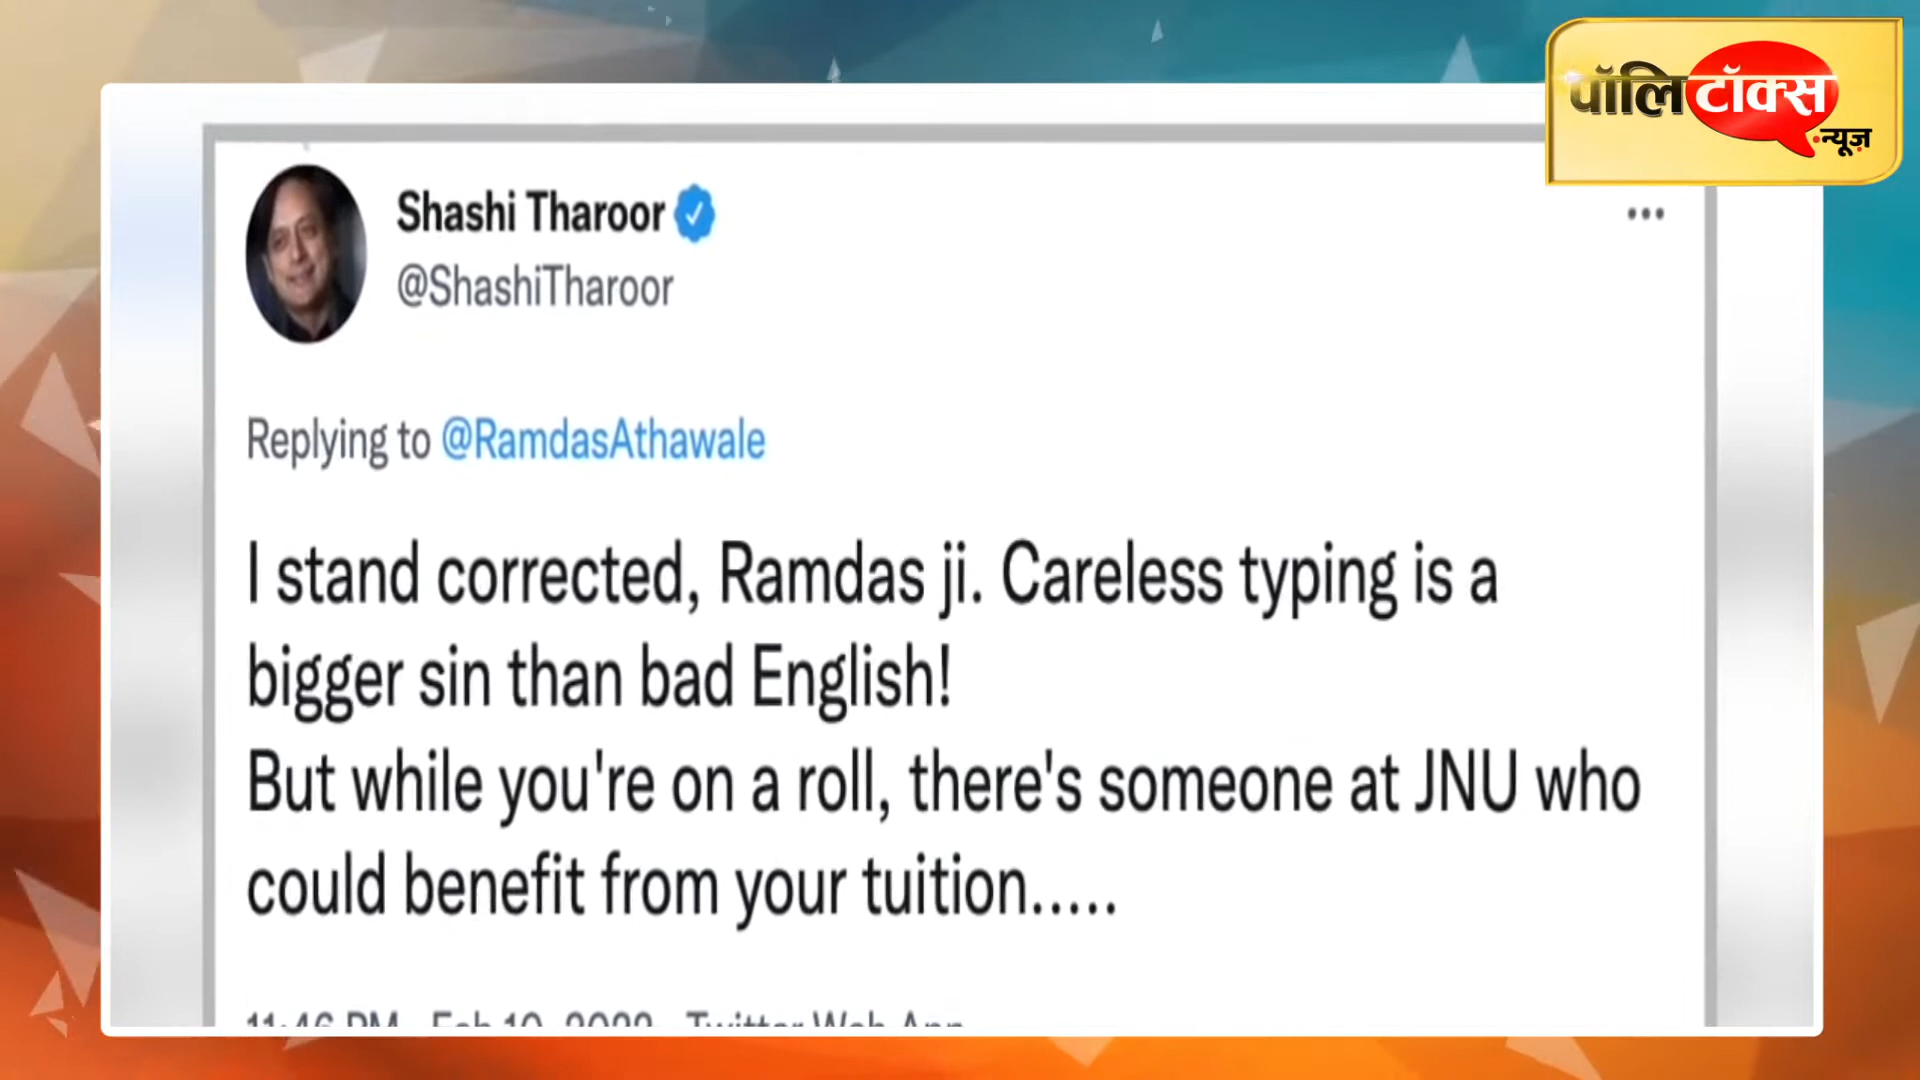 पॉलिटॉक्स
न्यूज़
Shashi Tharoor
@ShashiTharoor
Replying to @RamdasAthawale
I stand corrected, Ramdas ji. Careless typing is a
bigger sin than bad English!
But while you're on a roll, there's someone at JNU who
could benefit from your tuition.....
11:46 PM · Feb 10, 2022 · Twitter Web App